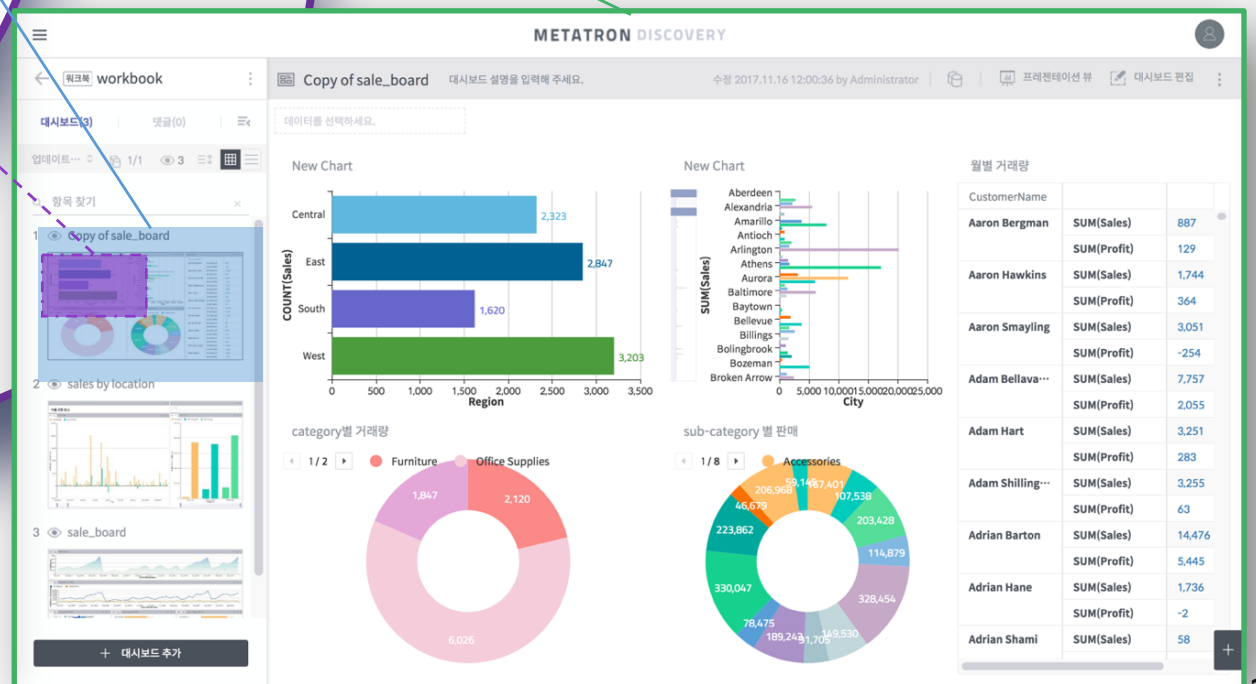 METATRON DISCOVERY
워크북 workbook
Copy of sale_board
대시보드 설명을 입력해 주세요.
수정 2017.11.16 12:00:36 by Administrator
프레젠테이션 뷰
대시보드 편집
대시보드(3)
댓글(0)
데이터를 선택하세요.
업데이트···
1/1
3
항목 찾기
1 Copy of sale_board
2 sales by location
3 sale_board
+ 대시보드 추가
New Chart
COUNT(Sales)
Central
2,323
East
2,847
South
1,620
West
3,203
0 500 1,000 1,500 2,000 2,500 3,000 3,500
Region
New Chart
SUM(Sales)
Aberdeen
Alexandria
Amarillo
Antioch
Arlington
Athens
Aurora
Baltimore
Baytown
Bellevue
Billings
Bolingbrook
Bozeman
Broken Arrow
0 5,000 10,000 15,000 20,000 25,000
City
category별 거래량
1/2 Furniture Office Supplies
1,847
2,120
6,026
sub-category 별 판매
1/8 Accessories
206,968
59,145
67,401
107,538
46,679
203,428
223,862
114,879
330,047
328,454
78,475
189,243
91,705
149,530
월별 거래량
CustomerName
Aaron Bergman SUM(Sales) 887
SUM(Profit) 129
Aaron Hawkins SUM(Sales) 1,744
SUM(Profit) 364
Aaron Smayling SUM(Sales) 3,051
SUM(Profit) -254
Adam Bellava··· SUM(Sales) 7,757
SUM(Profit) 2,055
Adam Hart SUM(Sales) 3,251
SUM(Profit) 283
Adam Shilling··· SUM(Sales) 3,255
SUM(Profit) 63
Adrian Barton SUM(Sales) 14,476
SUM(Profit) 5,445
Adrian Hane SUM(Sales) 1,736
SUM(Profit) -2
Adrian Shami SUM(Sales) 58